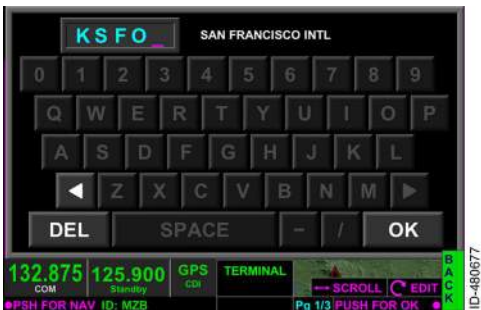 KSFO_ SAN FRANCISCO INTL
0 1 2 3 4 5 6 7 8 9
Q W E R T Y U I O P
A S D F G H J K L
Z X C V B N M
DEL SPACE - / OK
132.875 125.900 GPS TERMINAL
COM Standby CDI
SCROLL EDIT
PSH FOR NAV ID: MZB Pg 1/3 PUSH FOR OK
BACK
ID-480677